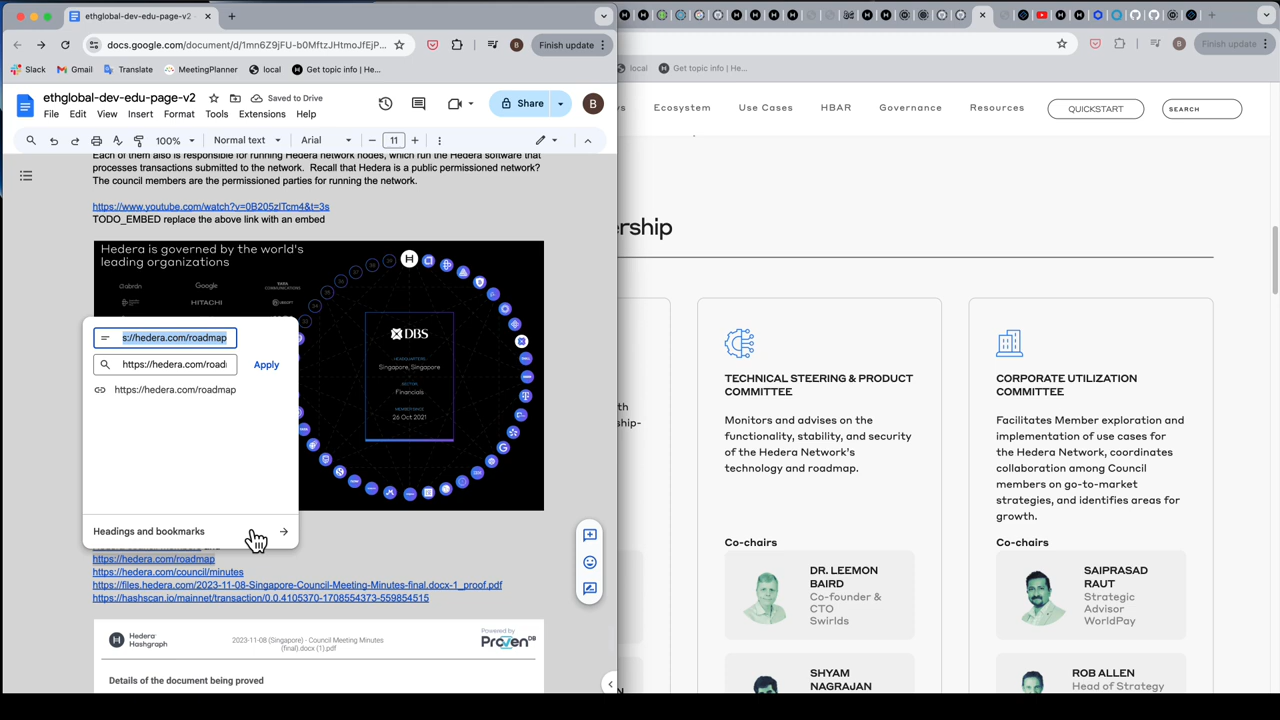 ethglobal-dev-edu-page-v2
docs.google.com/document/d/1mn6Z9jFU-b0MftzJHtmoJfEjP...
Finish update
Finish update
Slack
Gmail
Translate
MeetingPlanner
local
Get topic info | He...
local
Get topic info | He...
ethglobal-dev-edu-page-v2
Saved to Drive
File
Edit
View
Insert
Format
Tools
Extensions
Help
Share
B
100%
Normal text
Arial
11
Each of them also is responsible for running Hedera network nodes, which run the Hedera software that
processes transactions submitted to the network. Recall that Hedera is a public permissioned network?
The council members are the permissioned parties for running the network.
https://www.youtube.com/watch?v=0B205zlTcm4&t=3s
TODO_EMBED replace the above link with an embed
Hedera is governed by the world's
leading organizations
abrdn
Google
HITACHI
UBISOFT
DBS
HEADQUARTERS
Singapore, Singapore
SECTOR
Financials
MEMBER SINCE
26 Oct 2021
s://hedera.com/roadmap
https://hedera.com/road
Apply
https://hedera.com/roadmap
Headings and bookmarks
https://hedera.com/roadmap
https://hedera.com/council/minutes
https://files.hedera.com/2023-11-08-Singapore-Council-Meeting-Minutes-final.docx-1_proof.pdf
https://hashscan.io/mainnet/transaction/0.0.4105370-1708554373-559854515
Hedera
Hashgraph
2023-11-08 (Singapore) - Council Meeting Minutes
(final).docx (1).pdf
Powered by
ProvenDB
Details of the document being proved
Ecosystem
Use Cases
HBAR
Governance
Resources
QUICKSTART
SEARCH
ership
TECHNICAL STEERING & PRODUCT
COMMITTEE
Monitors and advises on the
functionality, stability, and security
of the Hedera Network's
technology and roadmap.
Co-chairs
DR. LEEMON
BAIRD
Co-founder &
CTO
Swirlds
SHYAM
NAGRAJAN
CORPORATE UTILIZATION
COMMITTEE
Facilitates Member exploration and
implementation of use cases for
the Hedera Network, coordinates
collaboration among Council
members on go-to-market
strategies, and identifies areas for
growth.
Co-chairs
SAIPRASAD
RAUT
Strategic
Advisor
WorldPay
ROB ALLEN
Head of Strategy